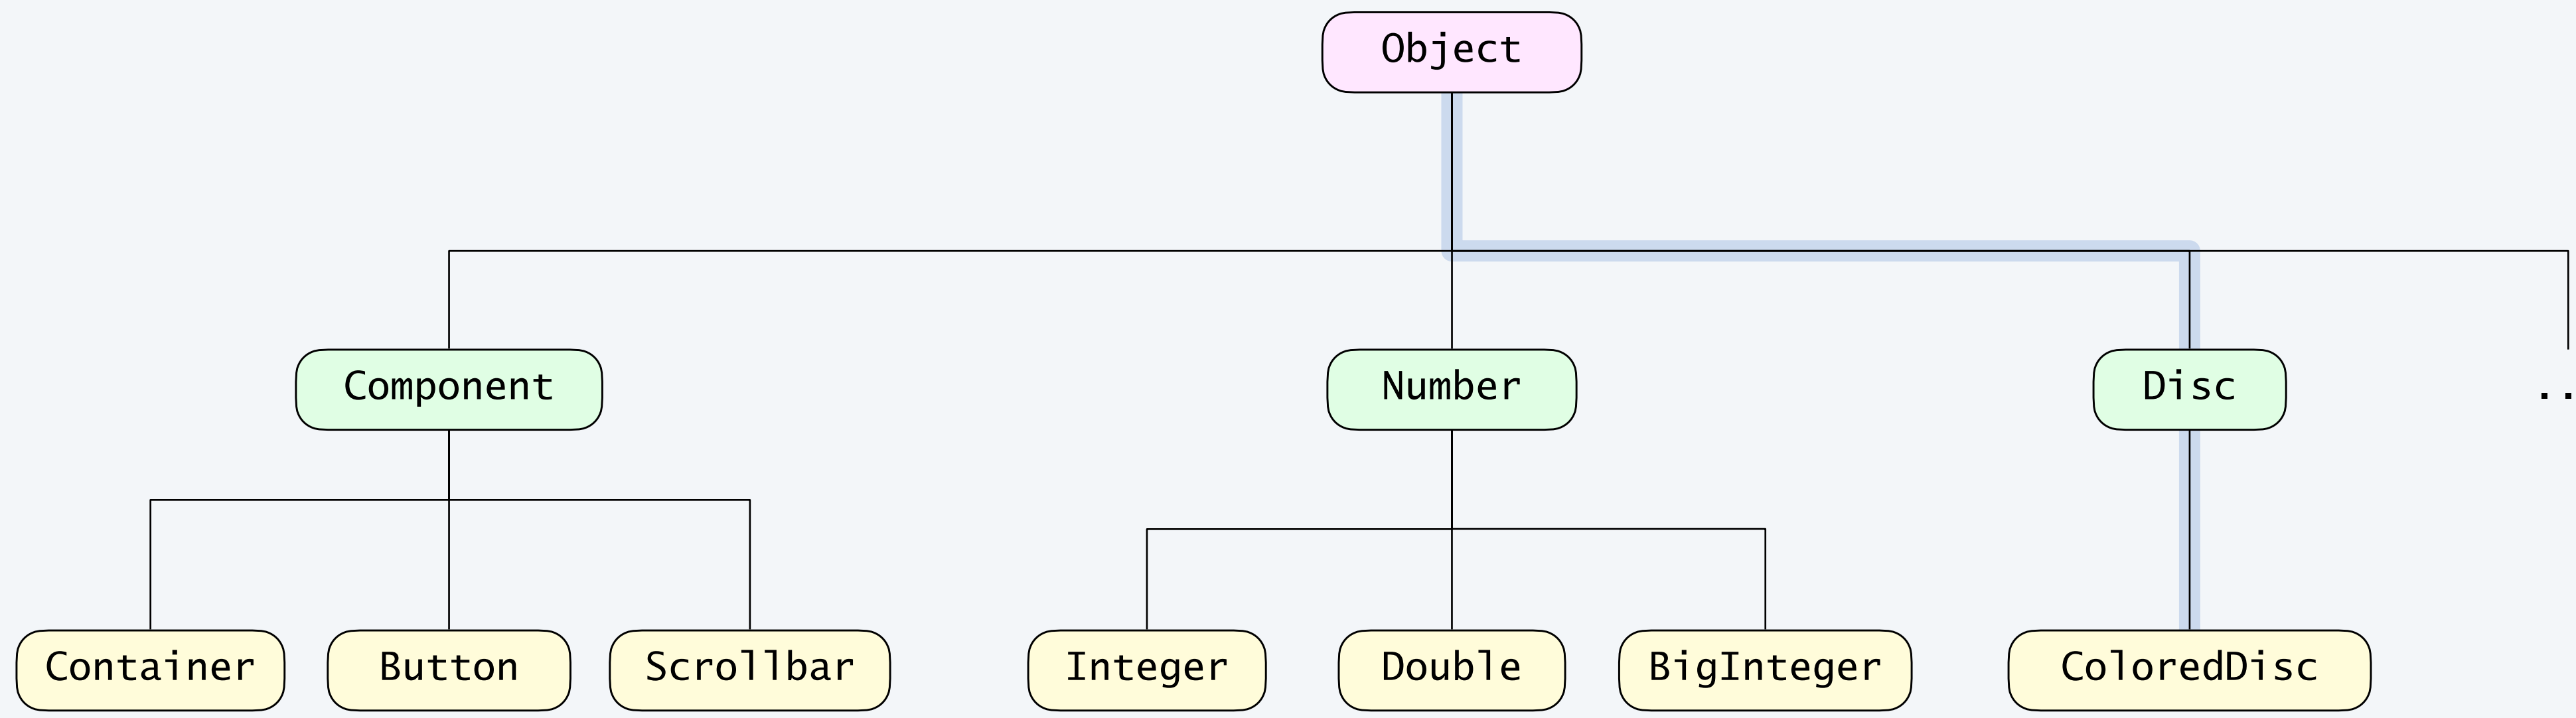 Object
Component
Number
Disc
..
Container
Button
Scrollbar
Integer
Double
BigInteger
ColoredDisc